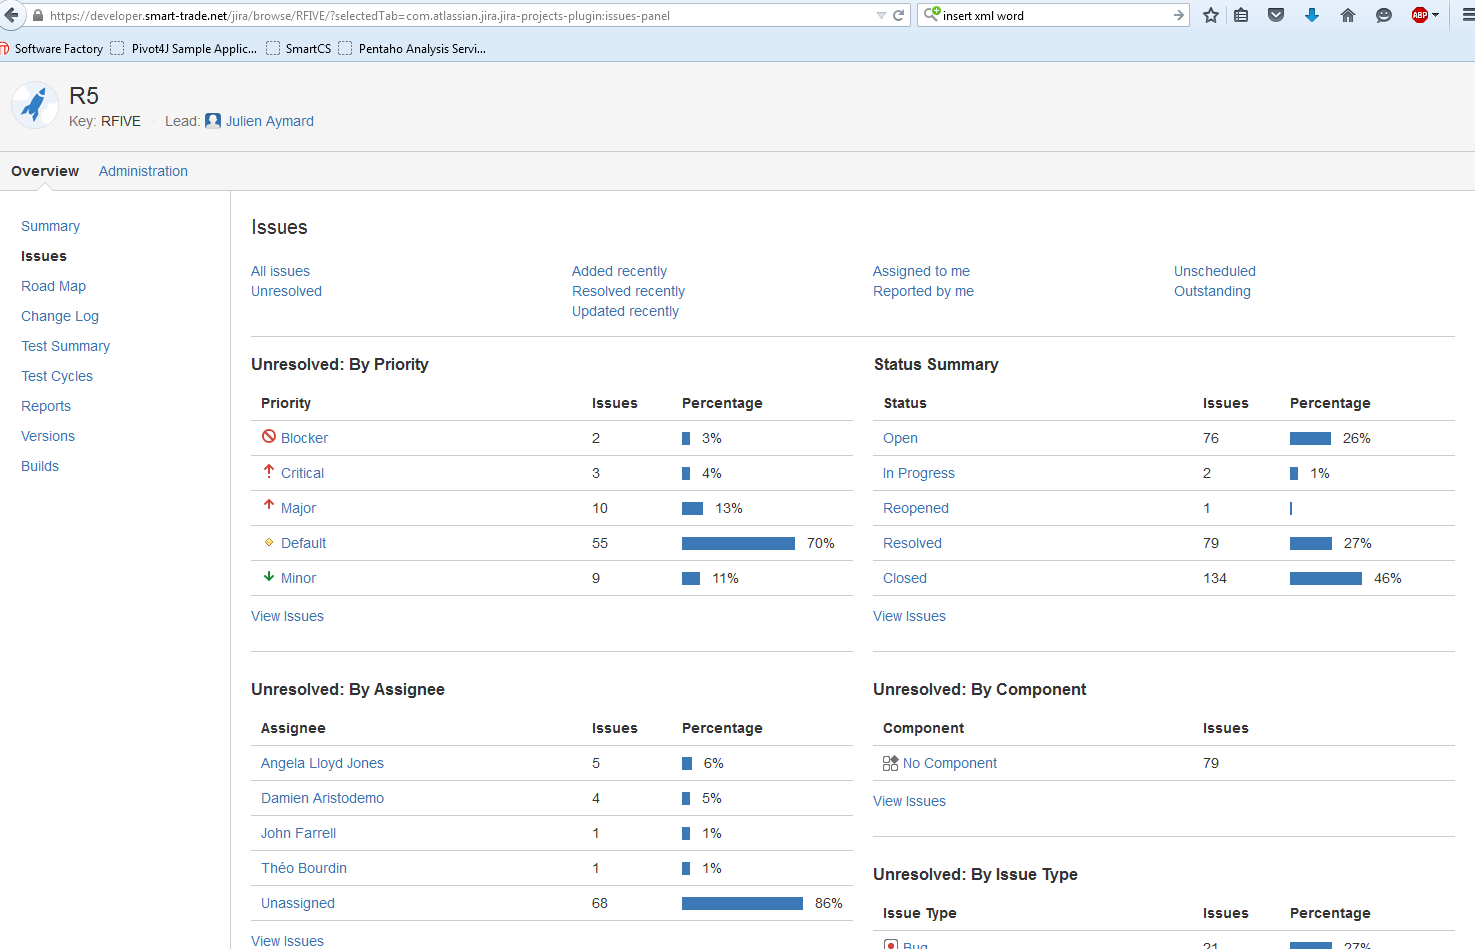 https://developer.smart-trade.net/jira/browse/RFIVE/?selectedTab=com.atlassian.jira.jira-projects-plugin:issues-panel
insert xml word
ABP
Software Factory Pivot4J Sample Applic... SmartCS Pentaho Analysis Servi...
R5
Key: RFIVE Lead: Julien Aymard
Overview Administration
Summary
Issues
Road Map
Change Log
Test Summary
Test Cycles
Reports
Versions
Builds
Issues
All issues Added recently Assigned to me Unscheduled
Unresolved Resolved recently Reported by me Outstanding
Updated recently
Unresolved: By Priority
Priority Issues Percentage
Blocker 2 3%
Critical 3 4%
Major 10 13%
Default 55 70%
Minor 9 11%
View Issues
Status Summary
Status Issues Percentage
Open 76 26%
In Progress 2 1%
Reopened 1
Resolved 79 27%
Closed 134 46%
View Issues
Unresolved: By Assignee
Assignee Issues Percentage
Angela Lloyd Jones 5 6%
Damien Aristodemo 4 5%
John Farrell 1 1%
Théo Bourdin 1 1%
Unassigned 68 86%
View Issues
Unresolved: By Component
Component Issues
No Component 79
View Issues
Unresolved: By Issue Type
Issue Type Issues Percentage
Bug 21 27%